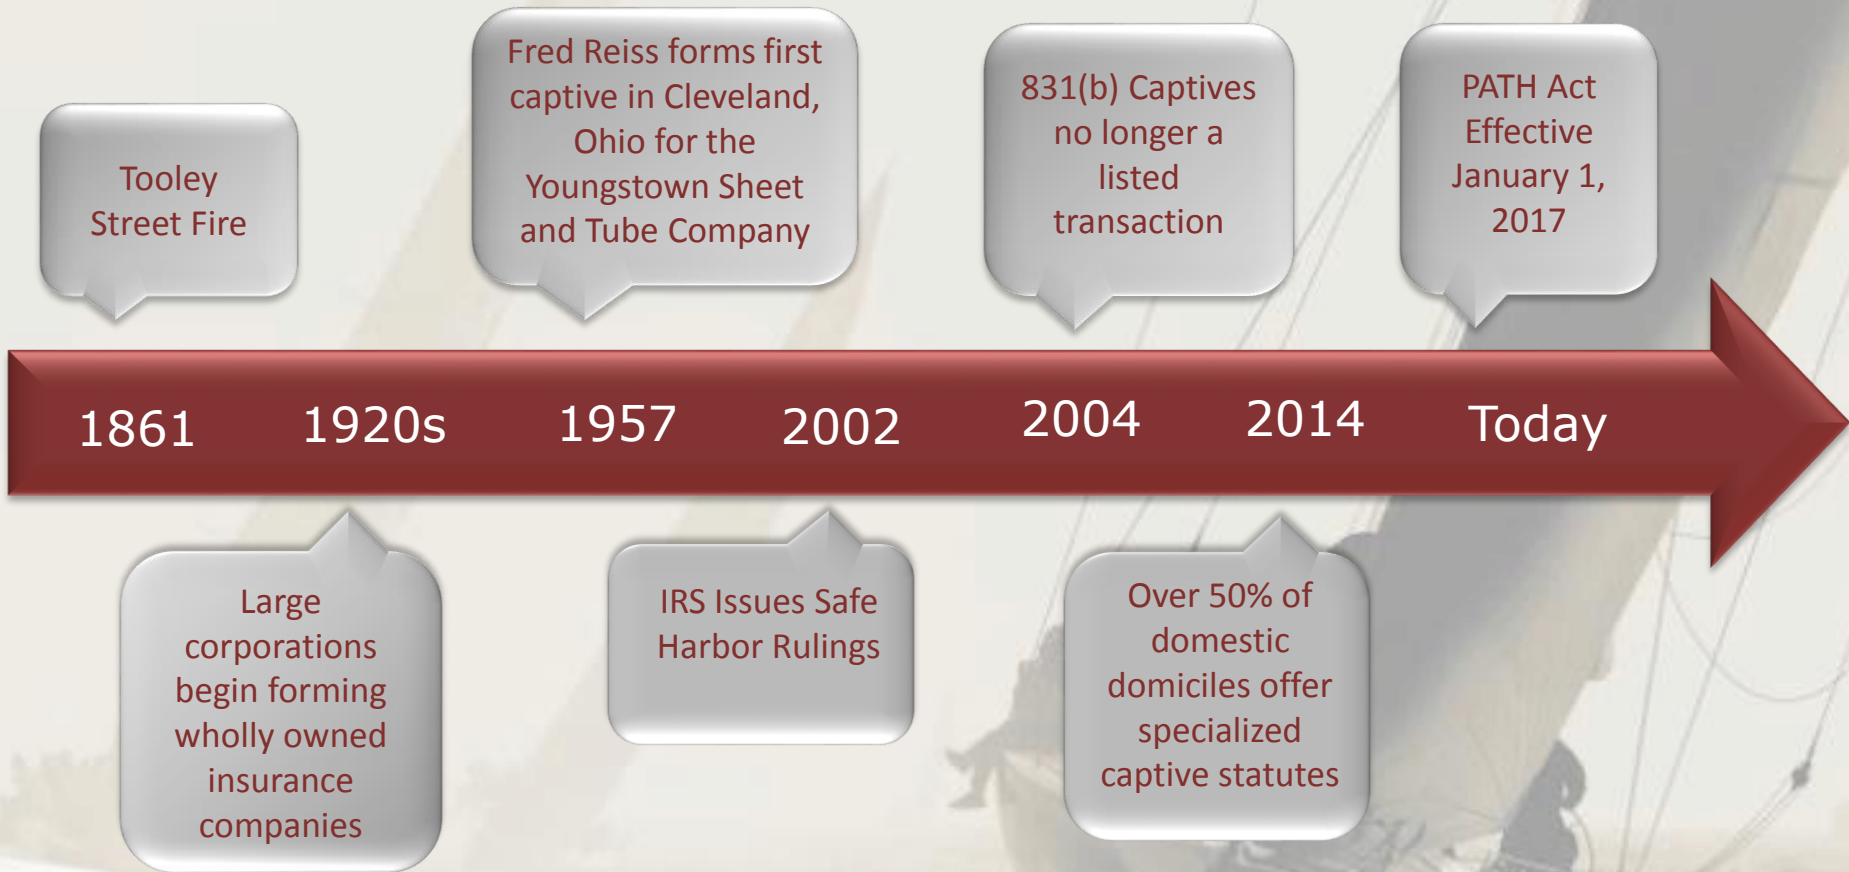 Tooley
Street Fire
Fred Reiss forms first
captive in Cleveland,
Ohio for the
Youngstown Sheet
and Tube Company
831(b) Captives
no longer a
listed
transaction
PATH Act
Effective
January 1,
2017
1861
1920s
1957
2002
2004
2014
Today
Large
corporations
begin forming
wholly owned
insurance
companies
IRS Issues Safe
Harbor Rulings
Over 50% of
domestic
domiciles offer
specialized
captive statutes